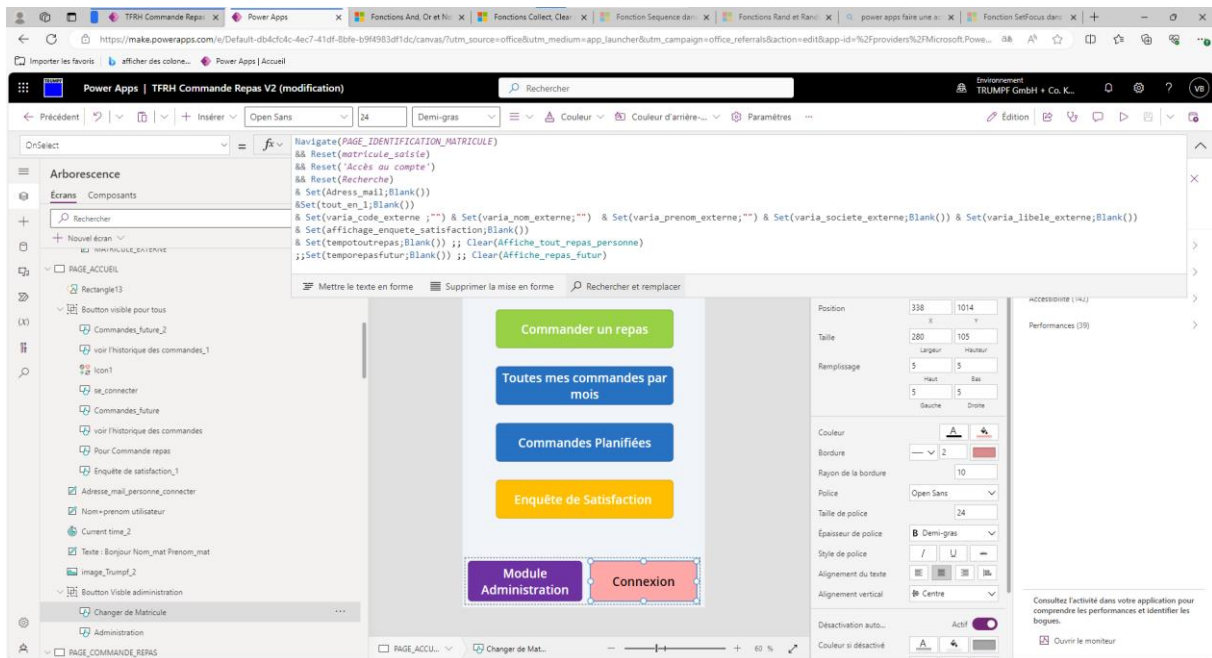 TFRH Commande Repas
Power Apps
Fonctions And, Or et No
Fonctions Collect, Clear
Fonction Sequence dan
Fonctions Rand et Rand
power apps faire une ac
Fonction SetFocus dans
https://make.powerapps.com/e/Default-db4cfc4c-4ec7-41df-8bfe-b9f4983df1dc/canvas/?utm_source=office&utm_medium=app_launcher&utm_campaign=office_referrals&action=edit&app-id=%2Fproviders%2FMicrosoft.Powe...
Importer les favoris
afficher des colone...
Power Apps | Accueil
Power Apps | TFRH Commande Repas V2 (modification)
Rechercher
Environnement
TRUMPF GmbH + Co. K...
VB
Précédent
Insérer
Open Sans
24
Demi-gras
Couleur
Couleur d'arrière-...
Paramètres
Édition
OnSelect
= fx
Navigate(PAGE_IDENTIFICATION_MATRICULE)
&& Reset(matricule_saisie)
&& Reset('Accès au compte')
&& Reset(Recherche)
& Set(Adress_mail;Blank())
&Set(tout_en_1;Blank())
& Set(varia_code_externe ;"") & Set(varia_nom_externe;"") & Set(varia_prenom_externe;"") & Set(varia_societe_externe;Blank()) & Set(varia_libele_externe;Blank())
& Set(affichage_enquete_satisfaction;Blank())
& Set(tempotoutrepas;Blank()) ;; Clear(Affiche_tout_repas_personne)
;;Set(temporepasfutur;Blank()) ;; Clear(Affiche_repas_futur)
Mettre le texte en forme
Supprimer la mise en forme
Rechercher et remplacer
Arborescence
Écrans
Composants
Rechercher
Nouvel écran
MATRICULE_EXTERNE
PAGE_ACCUEIL
Rectangle13
Boutton visible pour tous
Commandes_future_2
voir l'historique des commandes_1
Icon1
se_connecter
Commandes_future
voir l'historique des commandes
Pour Commande repas
Enquête de satisfaction_1
Adresse_mail_personne_connecter
Nom+prenom utilisateur
Current time_2
Texte : Bonjour Nom_mat Prenom_mat
image_Trumpf_2
Boutton Visble adiministration
Changer de Matricule
Administration
PAGE_COMMANDE_REPAS
Commander un repas
Toutes mes commandes par
mois
Commandes Planifiées
Enquête de Satisfaction
Module
Administration
Connexion
PAGE_ACCU...
Changer de Mat...
60 %
Position
338
1014
X
Y
Taille
280
105
Largeur
Hauteur
Remplissage
5
5
Haut
Bas
5
5
Gauche
Droite
Couleur
Bordure
2
Rayon de la bordure
10
Police
Open Sans
Taille de police
24
Épaisseur de police
B Demi-gras
Style de police
Alignement du texte
Alignement vertical
Centre
Désactivation auto...
Actif
Couleur si désactivé
Accessibilité (142)
Performances (39)
Consultez l'activité dans votre application pour
comprendre les performances et identifier les
bogues.
Ouvrir le moniteur